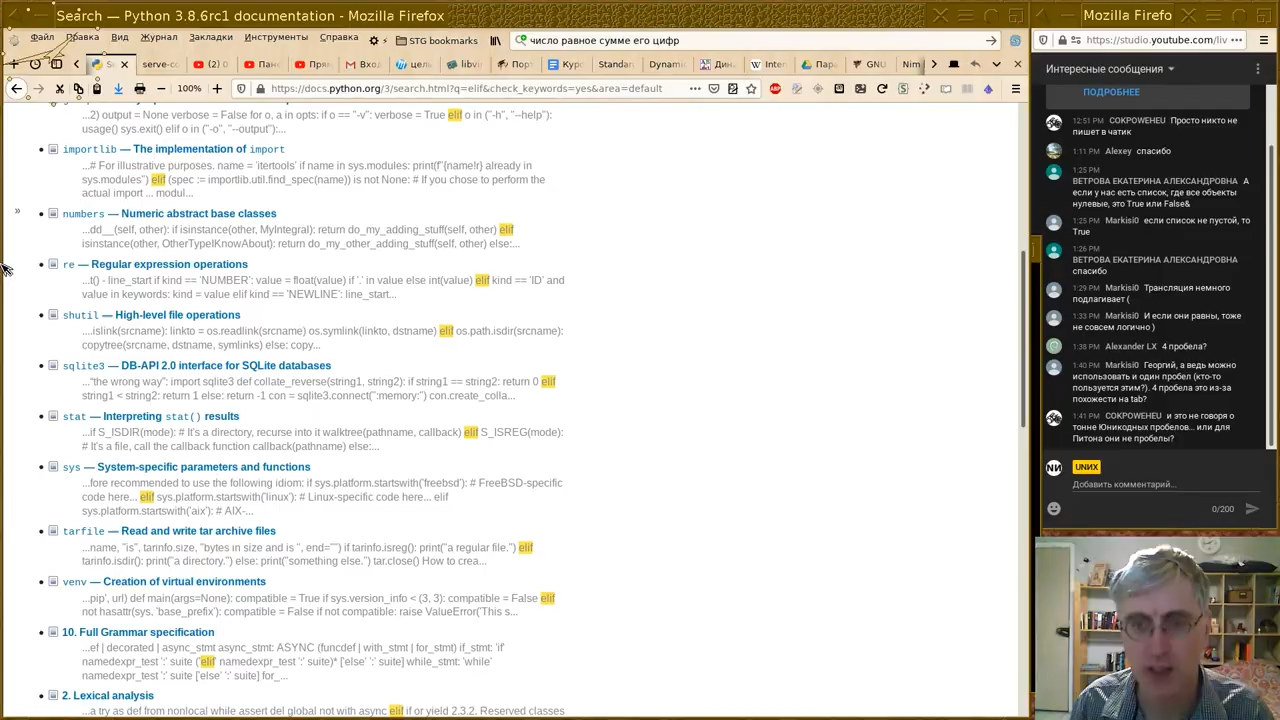 Search — Python 3.8.6rc1 documentation - Mozilla Firefox
Файл Правка Вид Журнал Закладки Инструменты Справка
STG bookmarks
число равное сумме его цифр
serve-co
(2) О
Пане
Прям
Вхо
цель
libvir
Порт
Курс
Standar
Dynamic
Дин
Inter
Пара
GNU
Nim
100%
https://docs.python.org/3/search.html?q=elif&check_keywords=yes&area=default
...2) output = None verbose = False for o, a in opts: if o == "-v": verbose = True elif o in ("-h", "--help"):
usage() sys.exit() elif o in ("-o", "--output"):...
importlib — The implementation of import
...# For illustrative purposes. name = 'itertools' if name in sys.modules: print(f"{name!r} already in
sys.modules") elif (spec := importlib.util.find_spec(name)) is not None: # If you chose to perform the
actual import ... modul...
»
numbers — Numeric abstract base classes
...dd__(self, other): if isinstance(other, MyIntegral): return do_my_adding_stuff(self, other) elif
isinstance(other, OtherTypeIKnowAbout): return do_my_other_adding_stuff(self, other) else:...
re — Regular expression operations
...t() - line_start if kind == 'NUMBER': value = float(value) if '.' in value else int(value) elif kind == 'ID' and
value in keywords: kind = value elif kind == 'NEWLINE': line_start...
shutil — High-level file operations
....islink(srcname): linkto = os.readlink(srcname) os.symlink(linkto, dstname) elif os.path.isdir(srcname):
copytree(srcname, dstname, symlinks) else: copy...
sqlite3 — DB-API 2.0 interface for SQLite databases
...“the wrong way”: import sqlite3 def collate_reverse(string1, string2): if string1 == string2: return 0 elif
string1 < string2: return 1 else: return -1 con = sqlite3.connect(":memory:") con.create_colla...
stat — Interpreting stat() results
...if S_ISDIR(mode): # It's a directory, recurse into it walktree(pathname, callback) elif S_ISREG(mode):
# It's a file, call the callback function callback(pathname) else:...
sys — System-specific parameters and functions
...fore recommended to use the following idiom: if sys.platform.startswith('freebsd'): # FreeBSD-specific
code here... elif sys.platform.startswith('linux'): # Linux-specific code here... elif
sys.platform.startswith('aix'): # AIX-...
tarfile — Read and write tar archive files
...name, "is", tarinfo.size, "bytes in size and is ", end="") if tarinfo.isreg(): print("a regular file.") elif
tarinfo.isdir(): print("a directory.") else: print("something else.") tar.close() How to crea...
venv — Creation of virtual environments
...pip', url) def main(args=None): compatible = True if sys.version_info < (3, 3): compatible = False elif
not hasattr(sys, 'base_prefix'): compatible = False if not compatible: raise ValueError('This s...
10. Full Grammar specification
...ef | decorated | async_stmt async_stmt: ASYNC (funcdef | with_stmt | for_stmt) if_stmt: 'if'
namedexpr_test ':' suite ('elif' namedexpr_test ':' suite)* ['else' ':' suite] while_stmt: 'while'
namedexpr_test ':' suite ['else' ':' suite] for_...
2. Lexical analysis
...a try as def from nonlocal while assert del global not with async elif if or yield 2.3.2. Reserved classes
Mozilla Firefo
https://studio.youtube.com/liv
Интересные сообщения
ПОДРОБНЕЕ
12:51 PM COKPOWEHEU Просто никто не
пишет в чатик
1:11 PM Alexey спасибо
1:25 PM
ВЕТРОВА ЕКАТЕРИНА АЛЕКСАНДРОВНА А
если у нас есть список, где все объекты
нулевые, это True или False&
1:25 PM Markisi0 если список не пустой, то
True
1:26 PM
ВЕТРОВА ЕКАТЕРИНА АЛЕКСАНДРОВНА
спасибо
1:29 PM Markisi0 Трансляция немного
подлагивает (
1:33 PM Markisi0 И если они равны, тоже
не совсем логично )
1:38 PM Alexander LX 4 пробела?
1:40 PM Markisi0 Георгий, а ведь можно
использовать и один пробел (кто-то
пользуется этим?). 4 пробела это из-за
похожести на tab?
1:41 PM COKPOWEHEU и это не говоря о
тонне Юникодных пробелов... или для
Питона они не пробелы?
UNИX
Добавить комментарий...
0/200